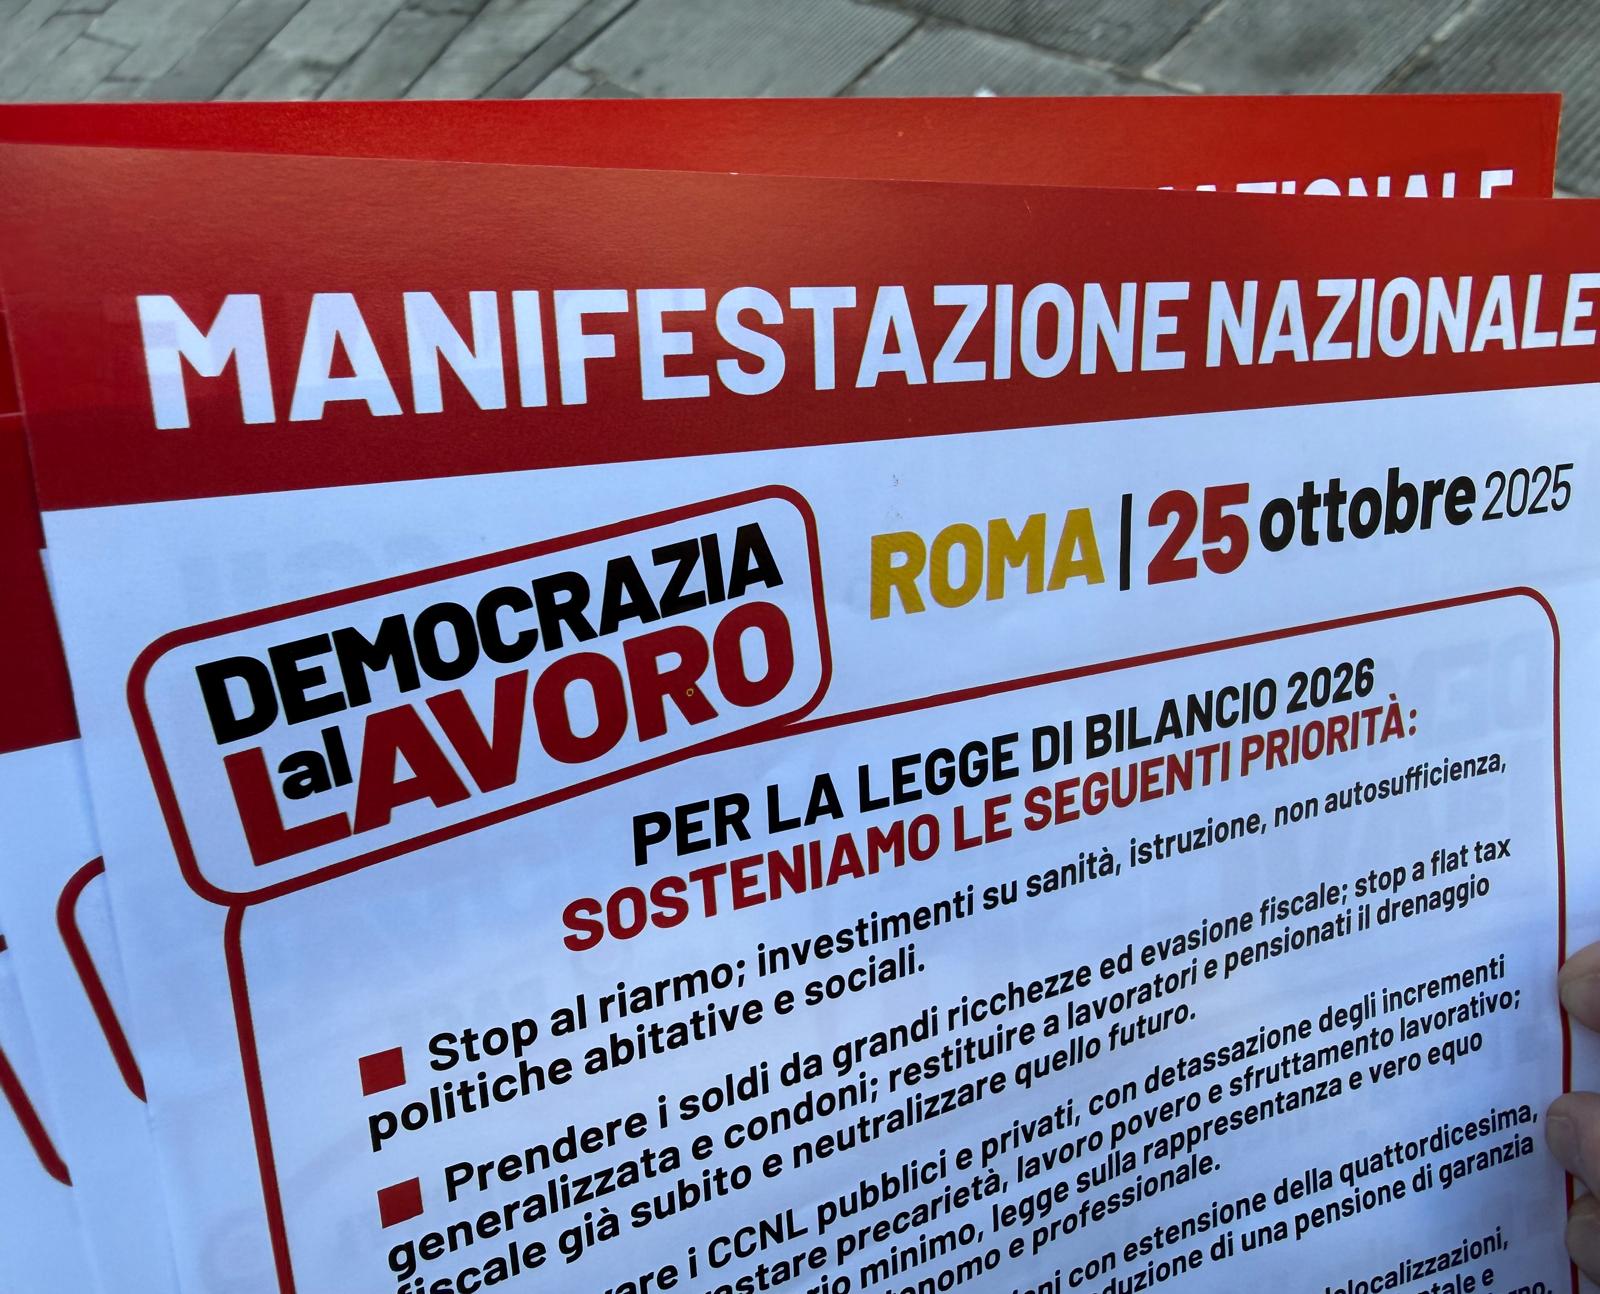 NAZIONALE
MANIFESTAZIONE NAZIONALE
DEMOCRAZIA
al LAVORO
ROMA | 25 ottobre 2025
PER LA LEGGE DI BILANCIO 2026
SOSTENIAMO LE SEGUENTI PRIORITÀ:
Stop al riarmo; investimenti su sanità, istruzione, non autosufficienza,
politiche abitative e sociali.
Prendere i soldi da grandi ricchezze ed evasione fiscale; stop a flat tax
generalizzata e condoni; restituire a lavoratori e pensionati il drenaggio
fiscale già subito e neutralizzare quello futuro.
i CCNL pubblici e privati, con detassazione degli incrementi
precarietà, lavoro povero e sfruttamento lavorativo;
minimo, legge sulla rappresentanza e vero equo
e professionale.
con estensione della quattordicesima,
di una pensione di garanzia
delocalizzazioni,
e